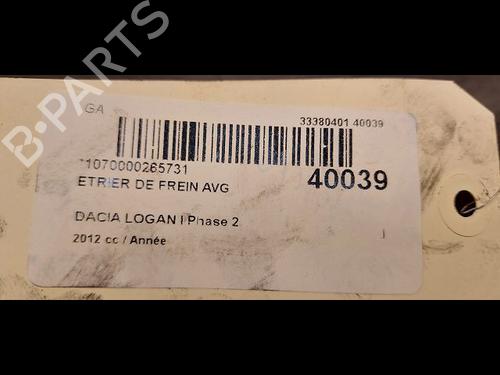 GA
33380401 40039
11070000265731
ETRIER DE FREIN AVG
40039
DACIA LOGAN I Phase 2
2012 cc / Année
B-PARTS